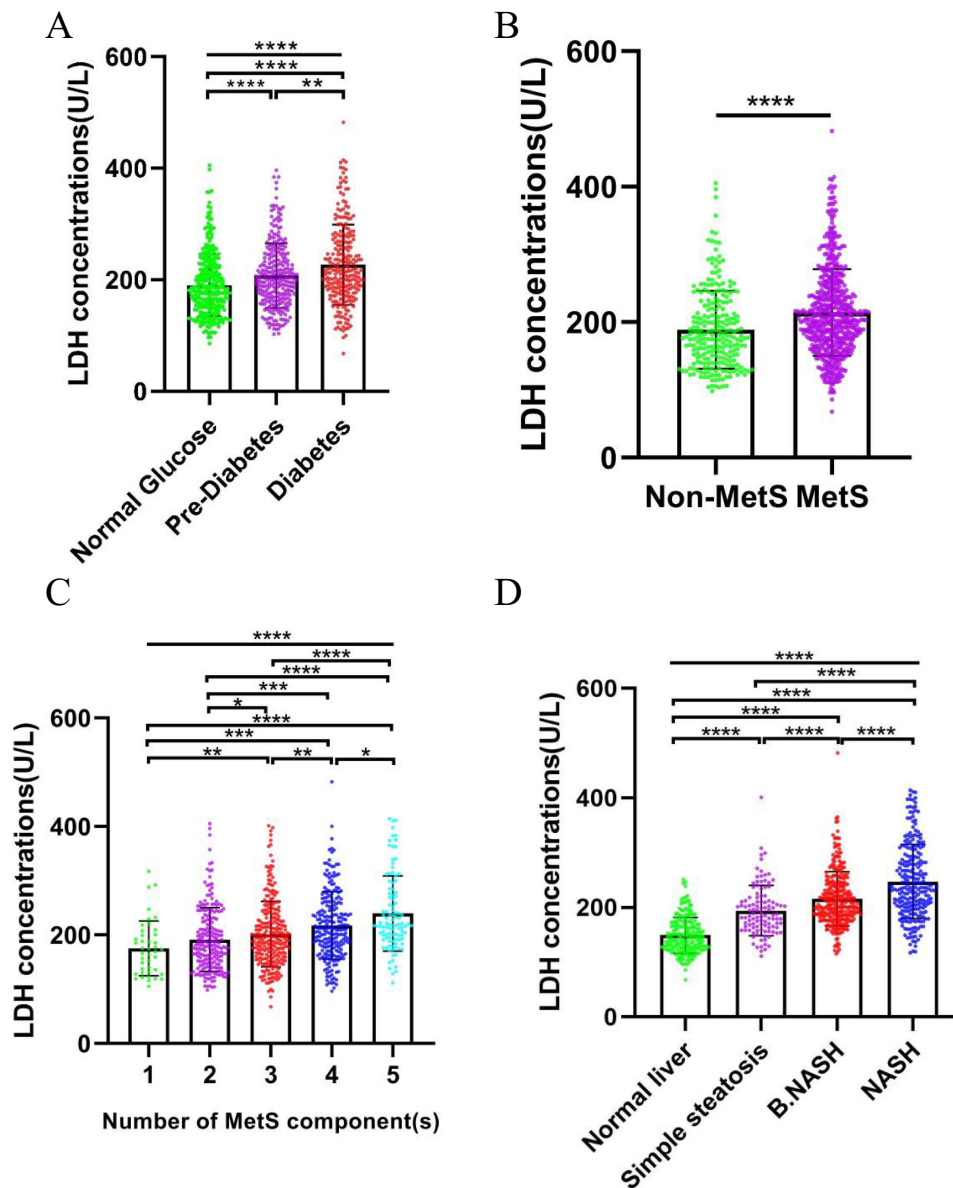 A
LDH concentrations(U/L)
600
400
200
0
****
****
****
**
Normal Glucose
Pre-Diabetes
Diabetes
B
LDH concentrations(U/L)
600
400
200
0
****
Non-MetS
MetS
C
LDH concentrations(U/L)
600
400
200
0
****
****
****
***
*
****
***
**
**
*
1
2
3
4
5
Number of MetS component(s)
D
LDH concentrations(U/L)
600
400
200
0
****
****
****
****
****
****
****
Normal liver
Simple steatosis
B.NASH
NASH